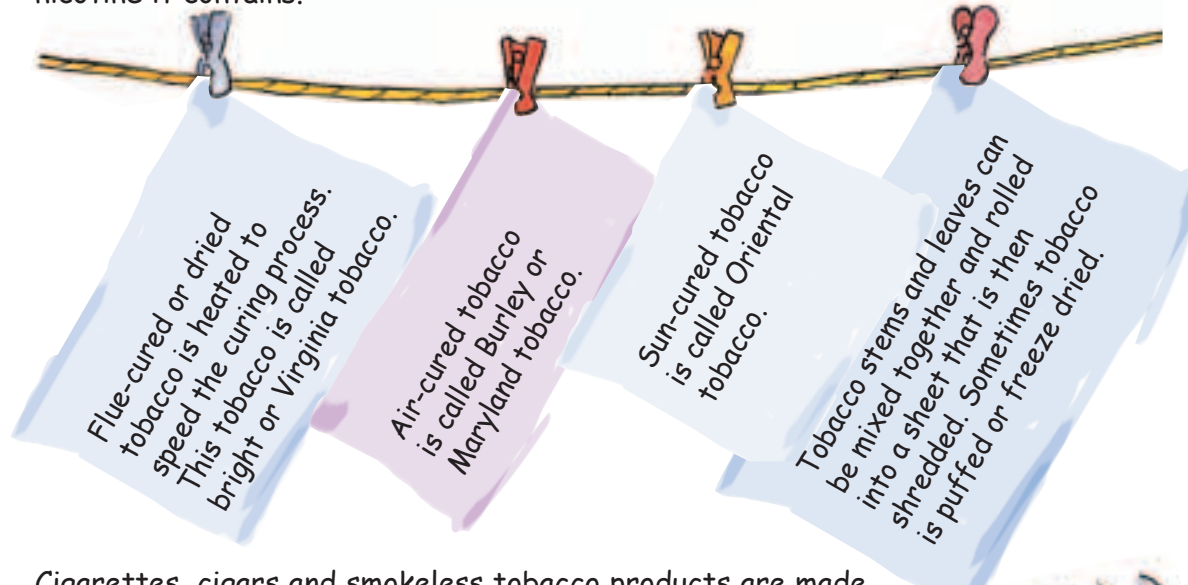 nicotine it contains.
Flue-cured or dried
tobacco is heated to
speed the curing process.
This tobacco is called
bright or Virginia tobacco.
Air-cured tobacco
is called Burley or
Maryland tobacco.
Sun-cured tobacco
is called Oriental
tobacco.
Tobacco stems and leaves can
be mixed together and rolled
into a sheet that is then
shredded. Sometimes tobacco
is puffed or freeze dried.
Cigarettes, cigars and smokeless tobacco products are made